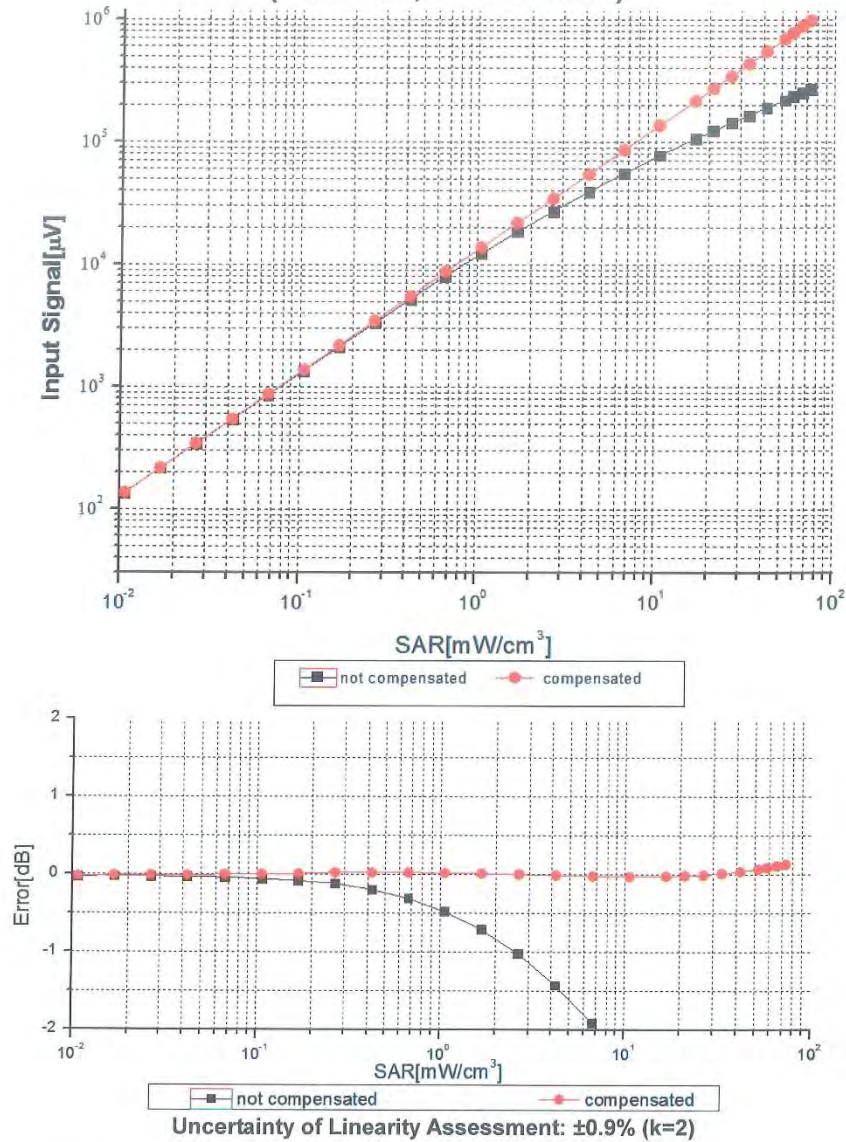 10^6
10^5
10^4
10^3
10^2
Input Signal[µV]
10^-2 10^-1 10^0 10^1 10^2
SAR[mW/cm^3]
not compensated compensated
2
1
0
-1
-2
Error[dB]
10^-2 10^-1 10^0 10^1 10^2
SAR[mW/cm^3]
not compensated compensated
Uncertainty of Linearity Assessment: ±0.9% (k=2)